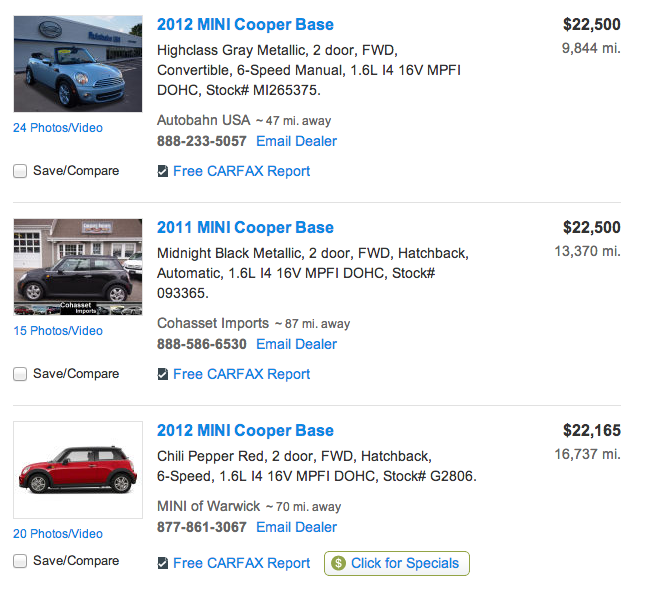 2012 MINI Cooper Base
$22,500
Highclass Gray Metallic, 2 door, FWD,
9,844 mi.
Convertible, 6-Speed Manual, 1.6L I4 16V MPFI
DOHC, Stock# MI265375.
Autobahn USA ~ 47 mi. away
24 Photos/Video
888-233-5057 Email Dealer
Save/Compare
Free CARFAX Report
2011 MINI Cooper Base
$22,500
Midnight Black Metallic, 2 door, FWD, Hatchback,
13,370 mi.
Automatic, 1.6L I4 16V MPFI DOHC, Stock#
093365.
Cohasset
Imports
Cohasset Imports ~ 87 mi. away
15 Photos/Video
888-586-6530 Email Dealer
Save/Compare
Free CARFAX Report
2012 MINI Cooper Base
$22,165
Chili Pepper Red, 2 door, FWD, Hatchback,
16,737 mi.
6-Speed, 1.6L I4 16V MPFI DOHC, Stock# G2806.
MINI of Warwick ~ 70 mi. away
20 Photos/Video
877-861-3067 Email Dealer
Save/Compare
Free CARFAX Report
$ Click for Specials